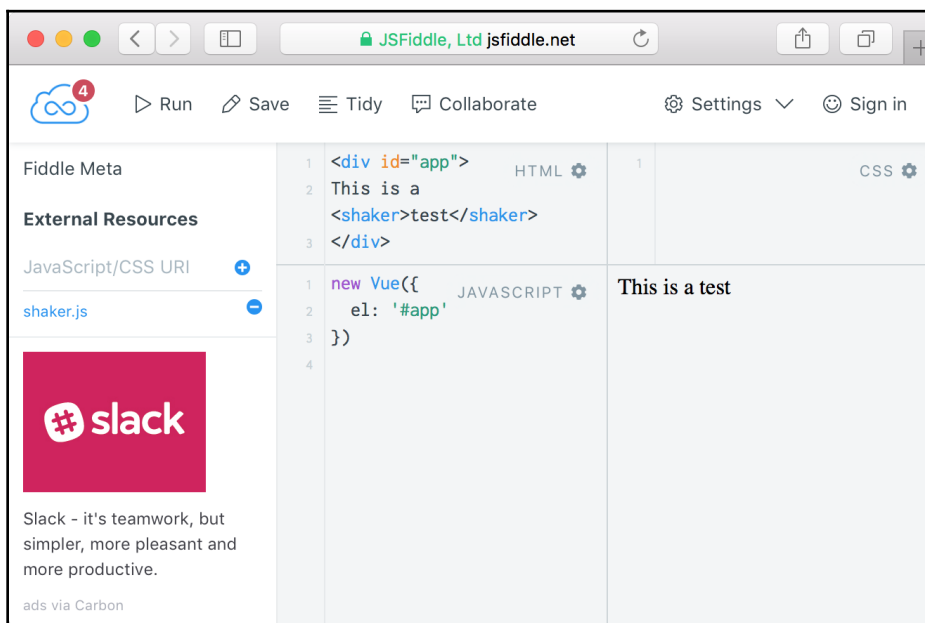 JSFiddle, Ltd jsfiddle.net
4
Run Save Tidy Collaborate Settings Sign in
Fiddle Meta
External Resources
JavaScript/CSS URI
shaker.js
slack
Slack - it's teamwork, but
simpler, more pleasant and
more productive.
ads via Carbon
HTML
1 <div id="app">
2 This is a
<shaker>test</shaker>
3 </div>
CSS
1
JAVASCRIPT
1 new Vue({
2 el: '#app'
3 })
4
This is a test